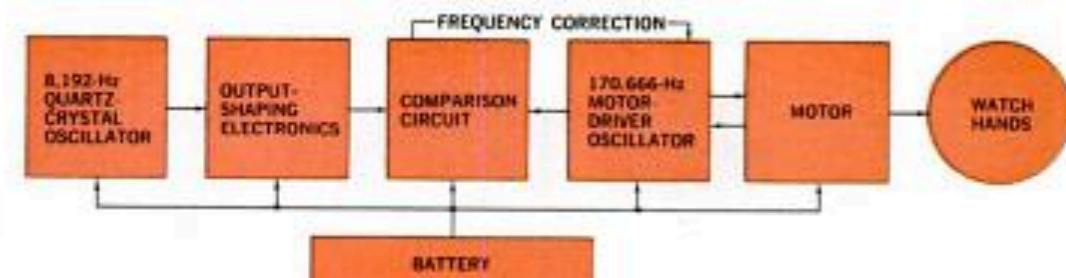 FREQUENCY CORRECTION
8,192-Hz
QUARTZ-
CRYSTAL
OSCILLATOR
OUTPUT-
SHAPING
ELECTRONICS
COMPARISON
CIRCUIT
170.666-Hz
MOTOR-
DRIVER
OSCILLATOR
MOTOR
WATCH
HANDS
BATTERY